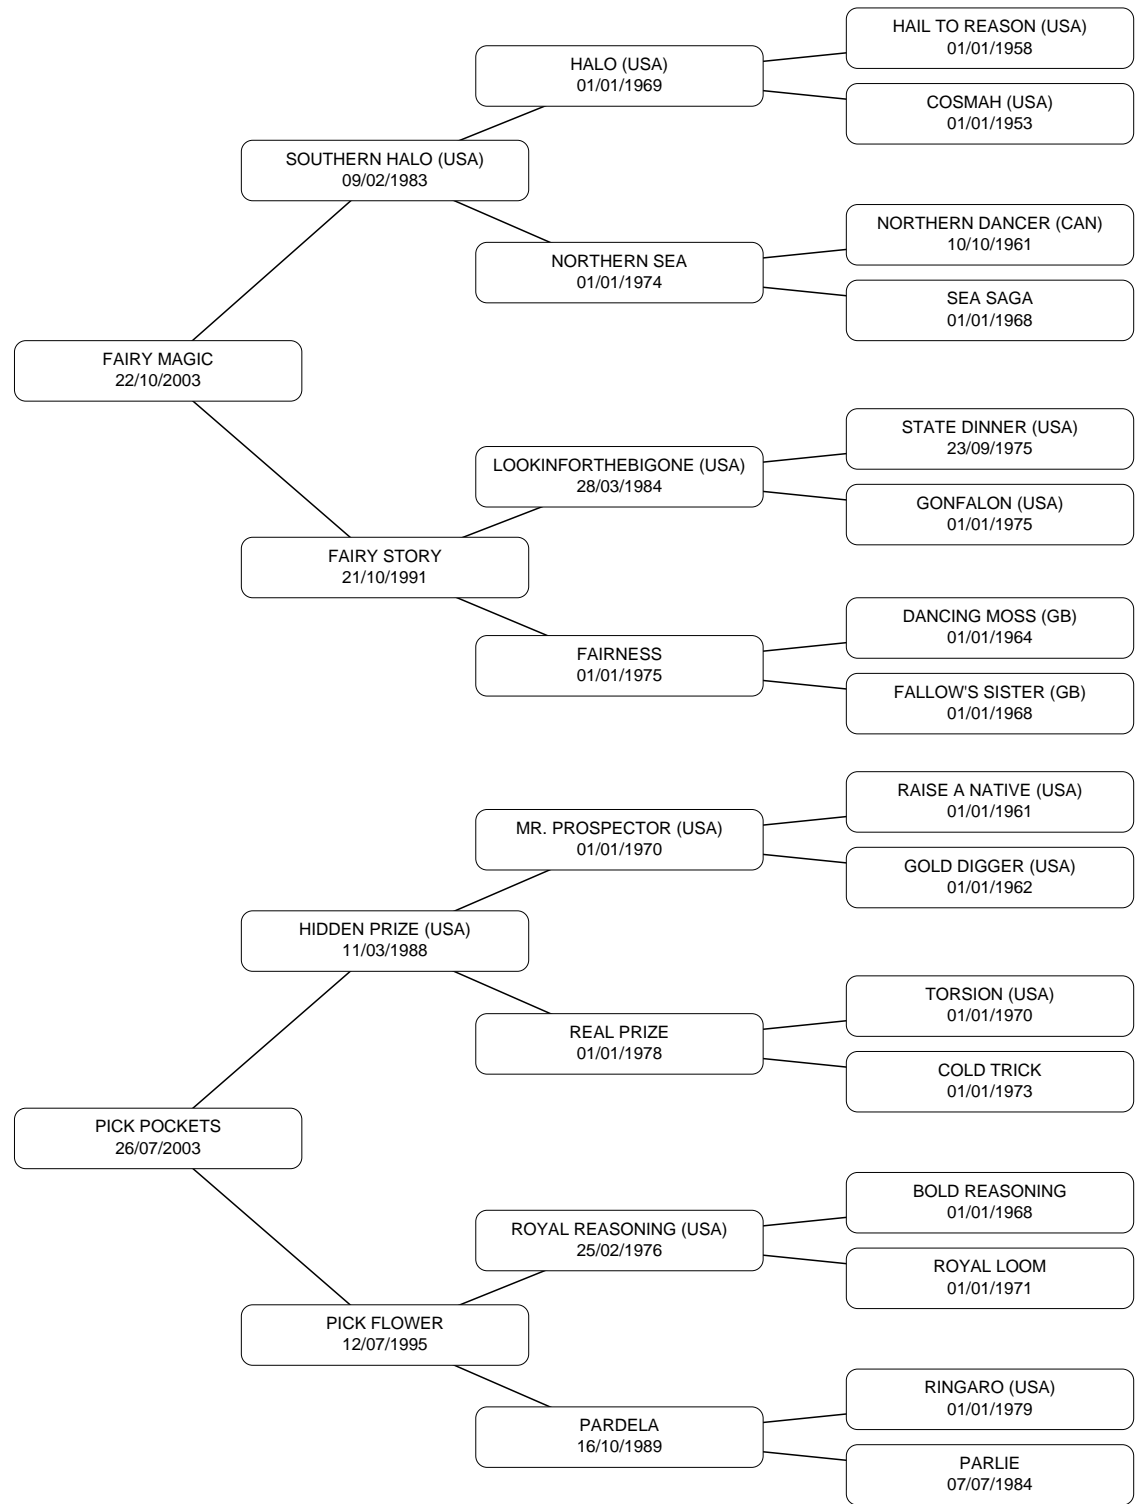 HAIL TO REASON (USA)
01/01/1958
HALO (USA)
01/01/1969
COSMAH (USA)
01/01/1953
SOUTHERN HALO (USA)
09/02/1983
NORTHERN DANCER (CAN)
10/10/1961
NORTHERN SEA
01/01/1974
SEA SAGA
01/01/1968
FAIRY MAGIC
22/10/2003
STATE DINNER (USA)
23/09/1975
LOOKINFORTHEBIGONE (USA)
28/03/1984
GONFALON (USA)
01/01/1975
FAIRY STORY
21/10/1991
DANCING MOSS (GB)
01/01/1964
FAIRNESS
01/01/1975
FALLOW'S SISTER (GB)
01/01/1968
RAISE A NATIVE (USA)
01/01/1961
MR. PROSPECTOR (USA)
01/01/1970
GOLD DIGGER (USA)
01/01/1962
HIDDEN PRIZE (USA)
11/03/1988
TORSION (USA)
01/01/1970
REAL PRIZE
01/01/1978
COLD TRICK
01/01/1973
PICK POCKETS
26/07/2003
BOLD REASONING
01/01/1968
ROYAL REASONING (USA)
25/02/1976
ROYAL LOOM
01/01/1971
PICK FLOWER
12/07/1995
RINGARO (USA)
01/01/1979
PARDELA
16/10/1989
PARLIE
07/07/1984